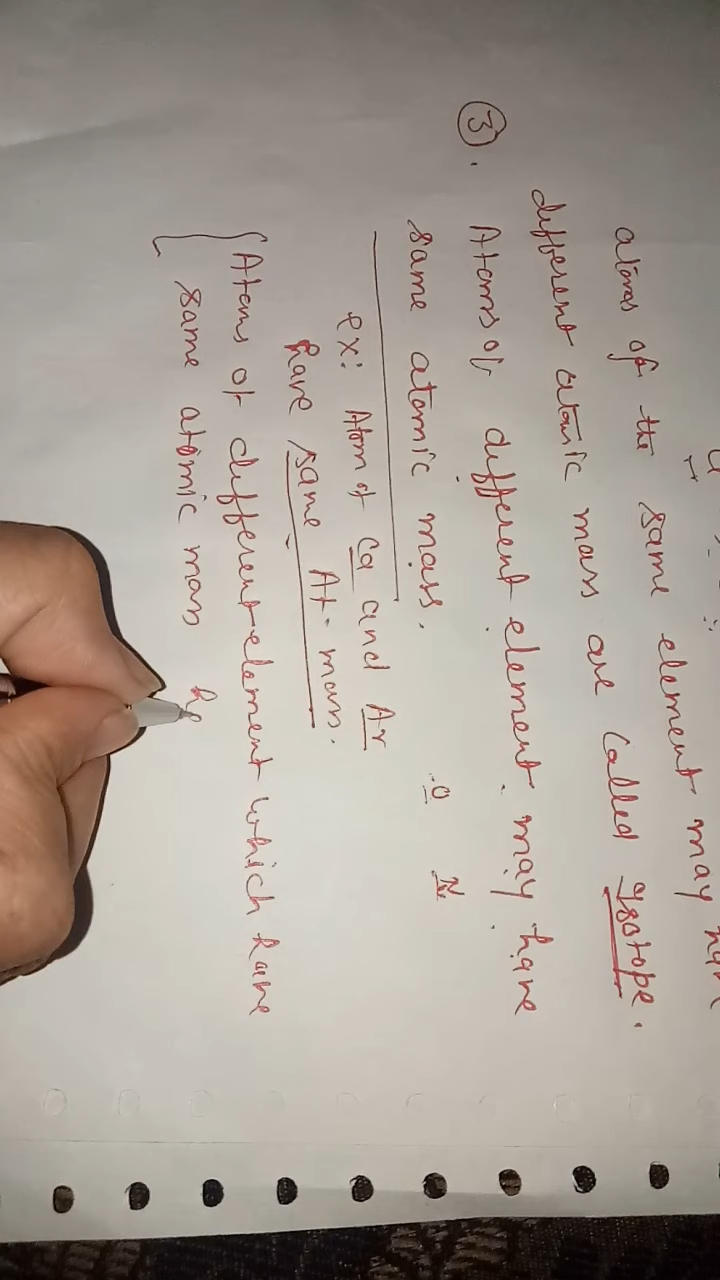 atoms of the same element may have
different atomic mass are called Isotope.
③. Atoms of different element may have
same atomic mass.
O N
ex: Atom of Ca and Ar
have same At. mass.
{ Atoms of different element which have
same atomic mass